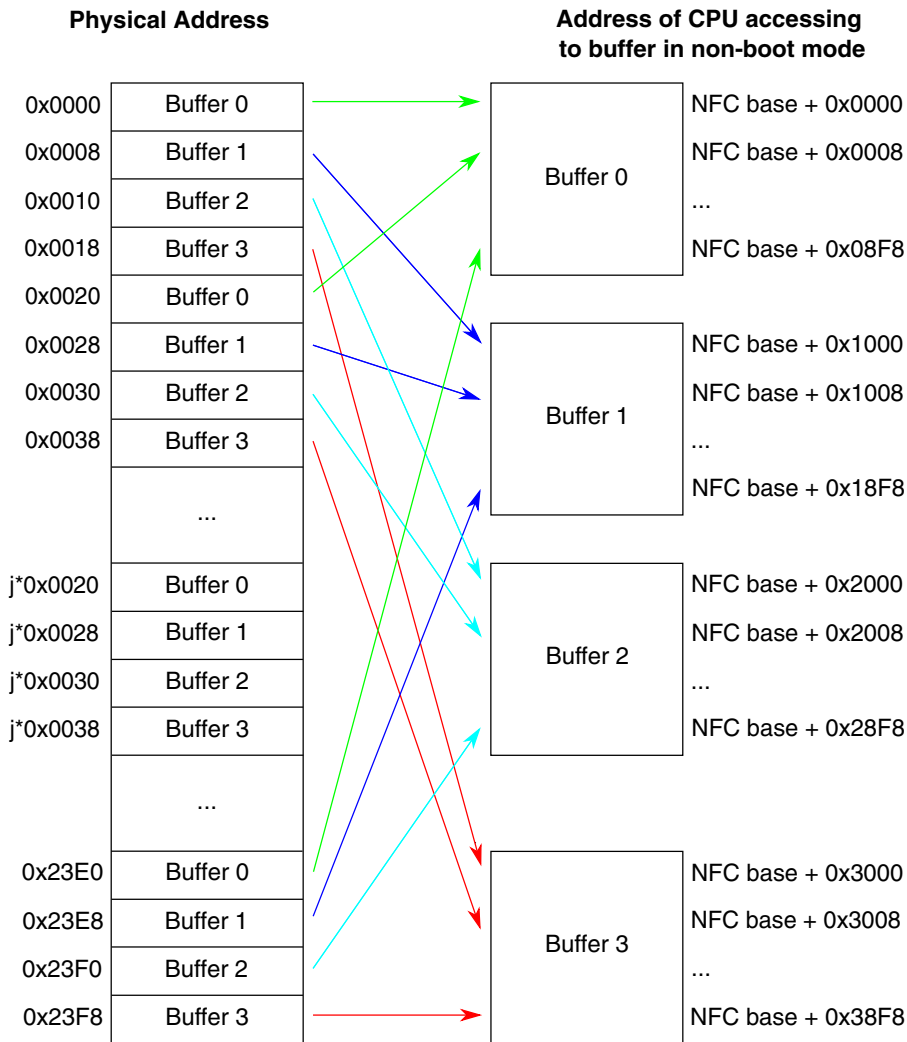 Physical Address
Address of CPU accessing
to buffer in non-boot mode
0x0000 Buffer 0
0x0008 Buffer 1
0x0010 Buffer 2
0x0018 Buffer 3
0x0020 Buffer 0
0x0028 Buffer 1
0x0030 Buffer 2
0x0038 Buffer 3
...
j*0x0020 Buffer 0
j*0x0028 Buffer 1
j*0x0030 Buffer 2
j*0x0038 Buffer 3
...
0x23E0 Buffer 0
0x23E8 Buffer 1
0x23F0 Buffer 2
0x23F8 Buffer 3
Buffer 0
NFC base + 0x0000
NFC base + 0x0008
...
NFC base + 0x08F8
Buffer 1
NFC base + 0x1000
NFC base + 0x1008
...
NFC base + 0x18F8
Buffer 2
NFC base + 0x2000
NFC base + 0x2008
...
NFC base + 0x28F8
Buffer 3
NFC base + 0x3000
NFC base + 0x3008
...
NFC base + 0x38F8